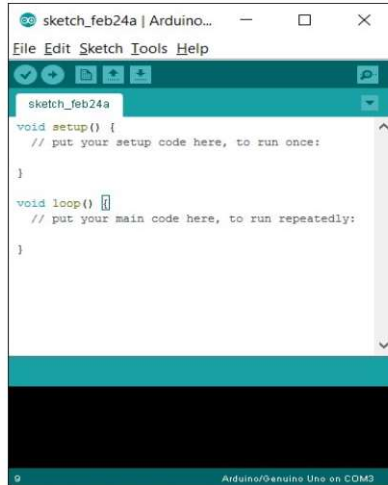 sketch_feb24a | Arduino...
File Edit Sketch Tools Help
sketch_feb24a
void setup() {
  // put your setup code here, to run once:
}
void loop() {
  // put your main code here, to run repeatedly:
}
9
Arduino/Genuino Uno on COM3